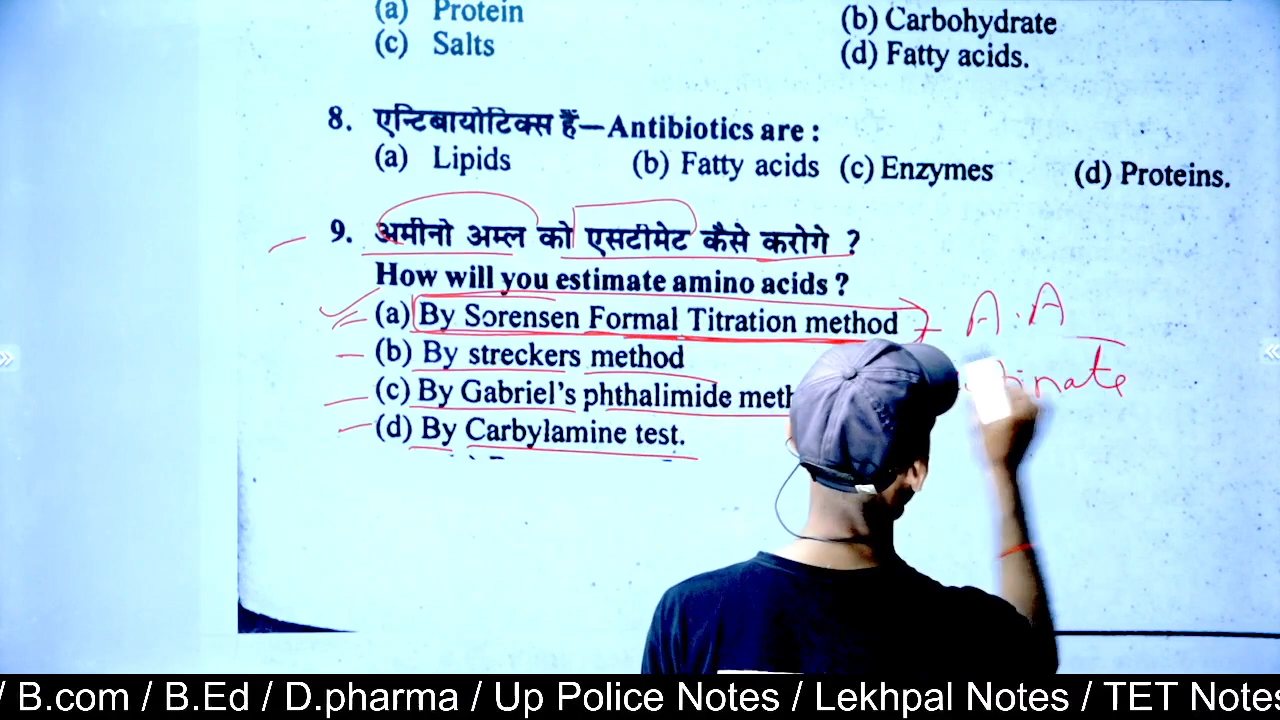 (a) Protein
(b) Carbohydrate
(c) Salts
(d) Fatty acids.
8. एन्टिबायोटिक्स हैं—Antibiotics are :
(a) Lipids (b) Fatty acids (c) Enzymes (d) Proteins.
9. अमीनो अम्ल को एसटीमेट कैसे करोगे ?
How will you estimate amino acids ?
(a) By Sorensen Formal Titration method
A.A
(b) By streckers method
(c) By Gabriel's phthalimide
(d) By Carbylamine test.
/ B.com / B.Ed / D.pharma / Up Police Notes / Lekhpal Notes / TET Notes